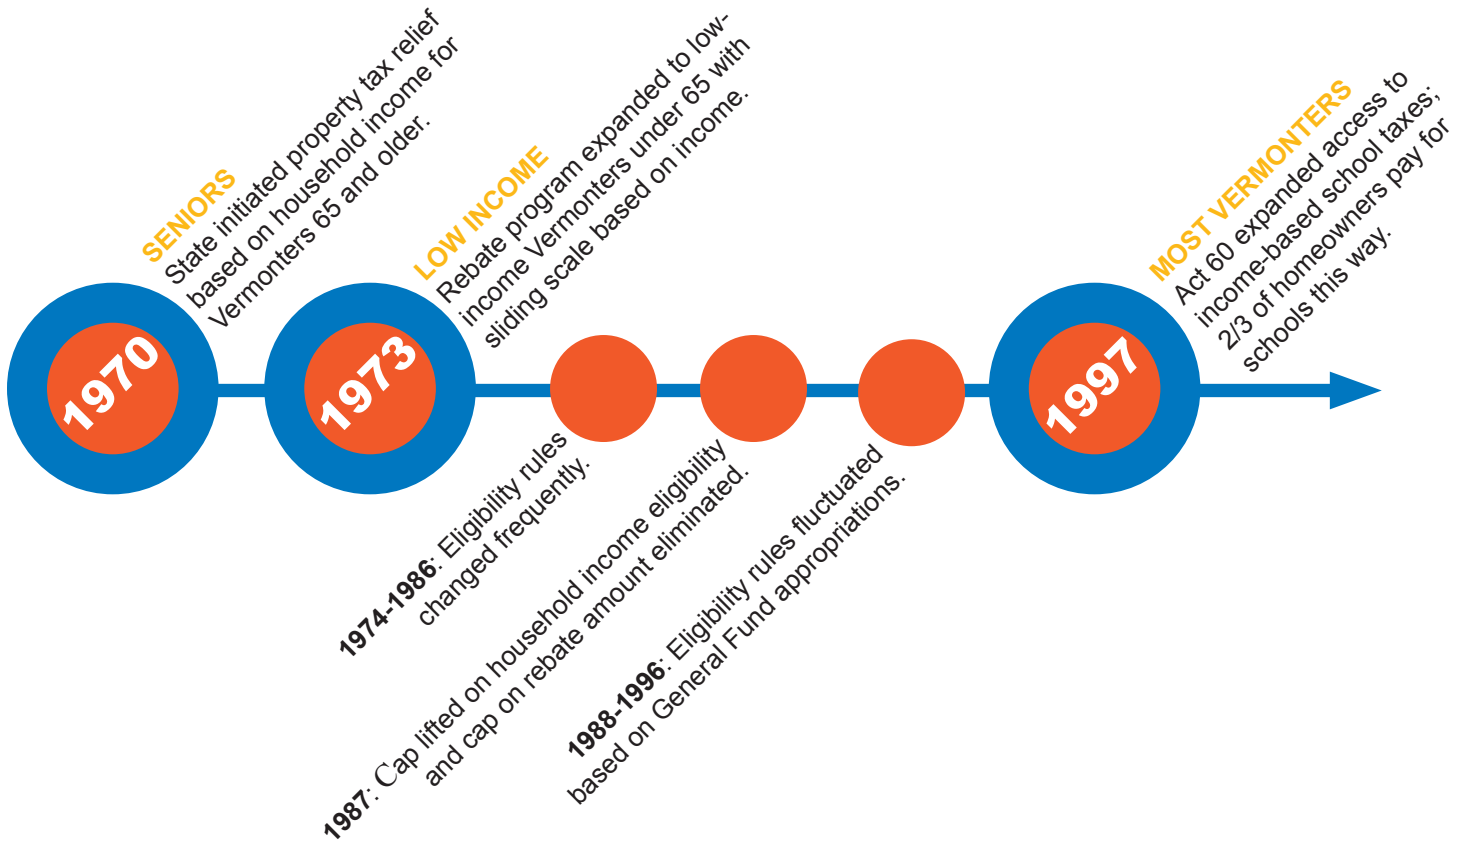 SENIORS
State initiated property tax relief
based on household income for
Vermonters 65 and older.
1970
LOW INCOME
Rebate program expanded to low-
income Vermonters under 65 with
sliding scale based on income.
1973
1974-1986: Eligibility rules
changed frequently.
1987: Cap lifted on household income eligibility
and cap on rebate amount eliminated.
1988-1996: Eligibility rules fluctuated
based on General Fund appropriations.
MOST VERMONTERS
Act 60 expanded access to
income-based school taxes;
2/3 of homeowners pay for
schools this way.
1997